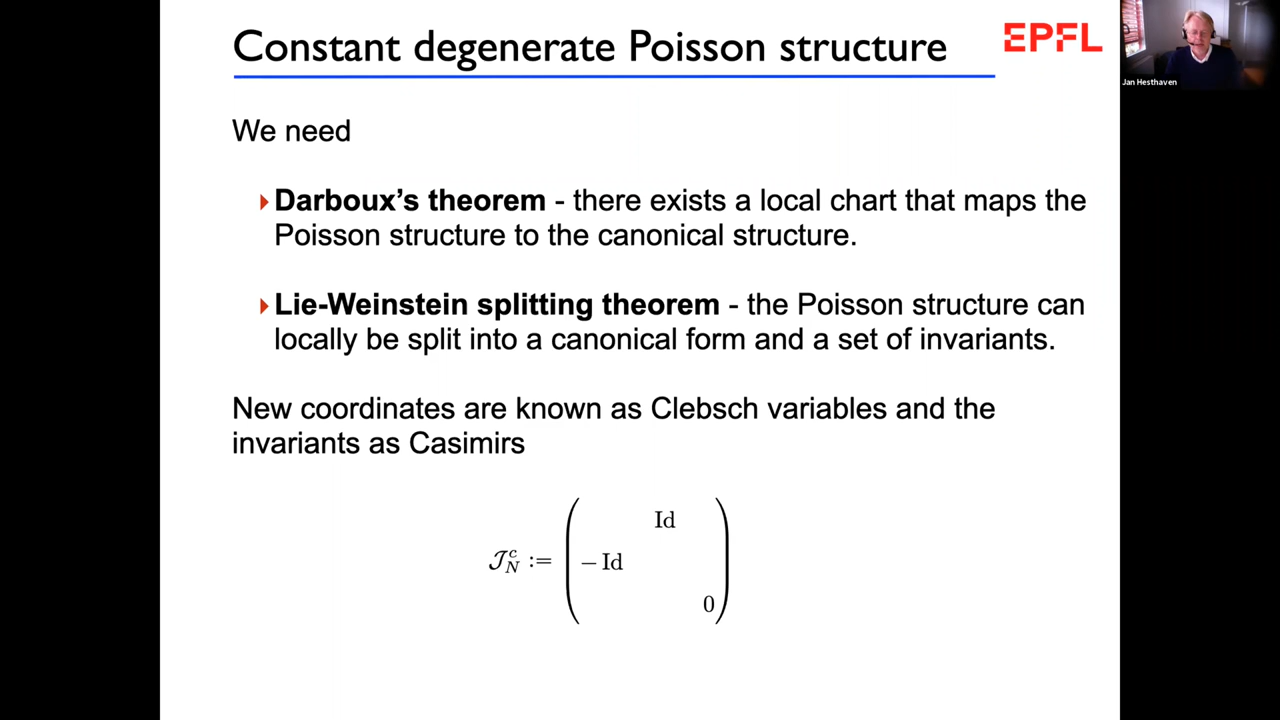 Constant degenerate Poisson structure
EPFL
Jan Hesthaven
We need
Darboux’s theorem - there exists a local chart that maps the
Poisson structure to the canonical structure.
Lie-Weinstein splitting theorem - the Poisson structure can
locally be split into a canonical form and a set of invariants.
New coordinates are known as Clebsch variables and the
invariants as Casimirs
Id
𝒥_N^c := − Id
0